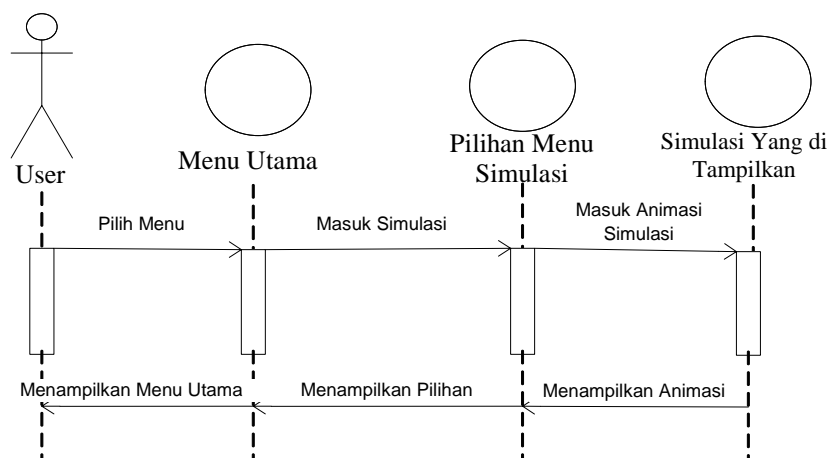 User
Menu Utama
Pilihan Menu
Simulasi
Simulasi Yang di
Tampilkan
Pilih Menu
Masuk Simulasi
Masuk Animasi
Simulasi
Menampilkan Menu Utama
Menampilkan Pilihan
Menampilkan Animasi